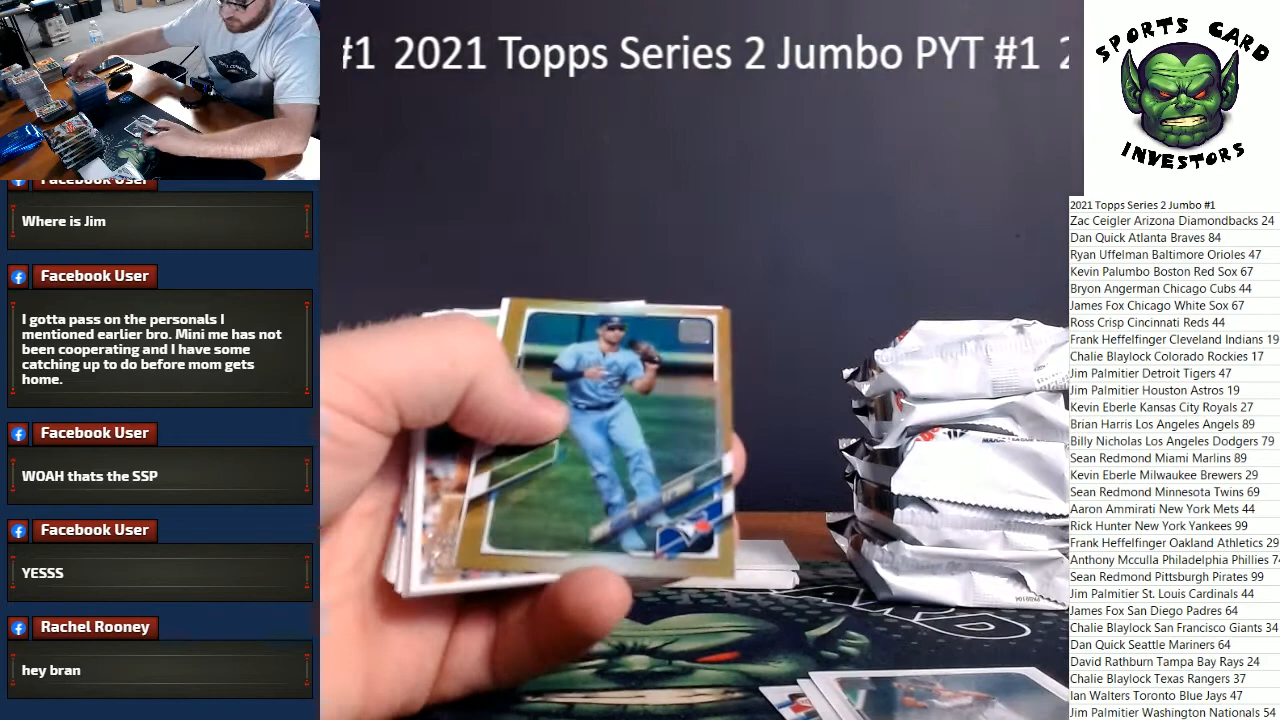 #1 2021 Topps Series 2 Jumbo PYT #1 2
SPORTS CARD
INVESTORS
Facebook User
Where is Jim
Facebook User
I gotta pass on the personals I
mentioned earlier bro. Mini me has not
been cooperating and I have some
catching up to do before mom gets
home.
Facebook User
WOAH thats the SSP
Facebook User
YESSS
Rachel Rooney
hey bran
2021 Topps Series 2 Jumbo #1
Zac Ceigler Arizona Diamondbacks 24
Dan Quick Atlanta Braves 84
Ryan Uffelman Baltimore Orioles 47
Kevin Palumbo Boston Red Sox 67
Bryon Angerman Chicago Cubs 44
James Fox Chicago White Sox 67
Ross Crisp Cincinnati Reds 44
Frank Heffelfinger Cleveland Indians 19
Chalie Blaylock Colorado Rockies 17
Jim Palmitier Detroit Tigers 47
Jim Palmitier Houston Astros 19
Kevin Eberle Kansas City Royals 27
Brian Harris Los Angeles Angels 89
Billy Nicholas Los Angeles Dodgers 79
Sean Redmond Miami Marlins 89
Kevin Eberle Milwaukee Brewers 29
Sean Redmond Minnesota Twins 69
Aaron Ammirati New York Mets 44
Rick Hunter New York Yankees 99
Frank Heffelfinger Oakland Athletics 29
Anthony Mcculla Philadelphia Phillies 74
Sean Redmond Pittsburgh Pirates 99
Jim Palmitier St. Louis Cardinals 44
James Fox San Diego Padres 64
Chalie Blaylock San Francisco Giants 34
Dan Quick Seattle Mariners 64
David Rathburn Tampa Bay Rays 24
Chalie Blaylock Texas Rangers 37
Ian Walters Toronto Blue Jays 47
Jim Palmitier Washington Nationals 54